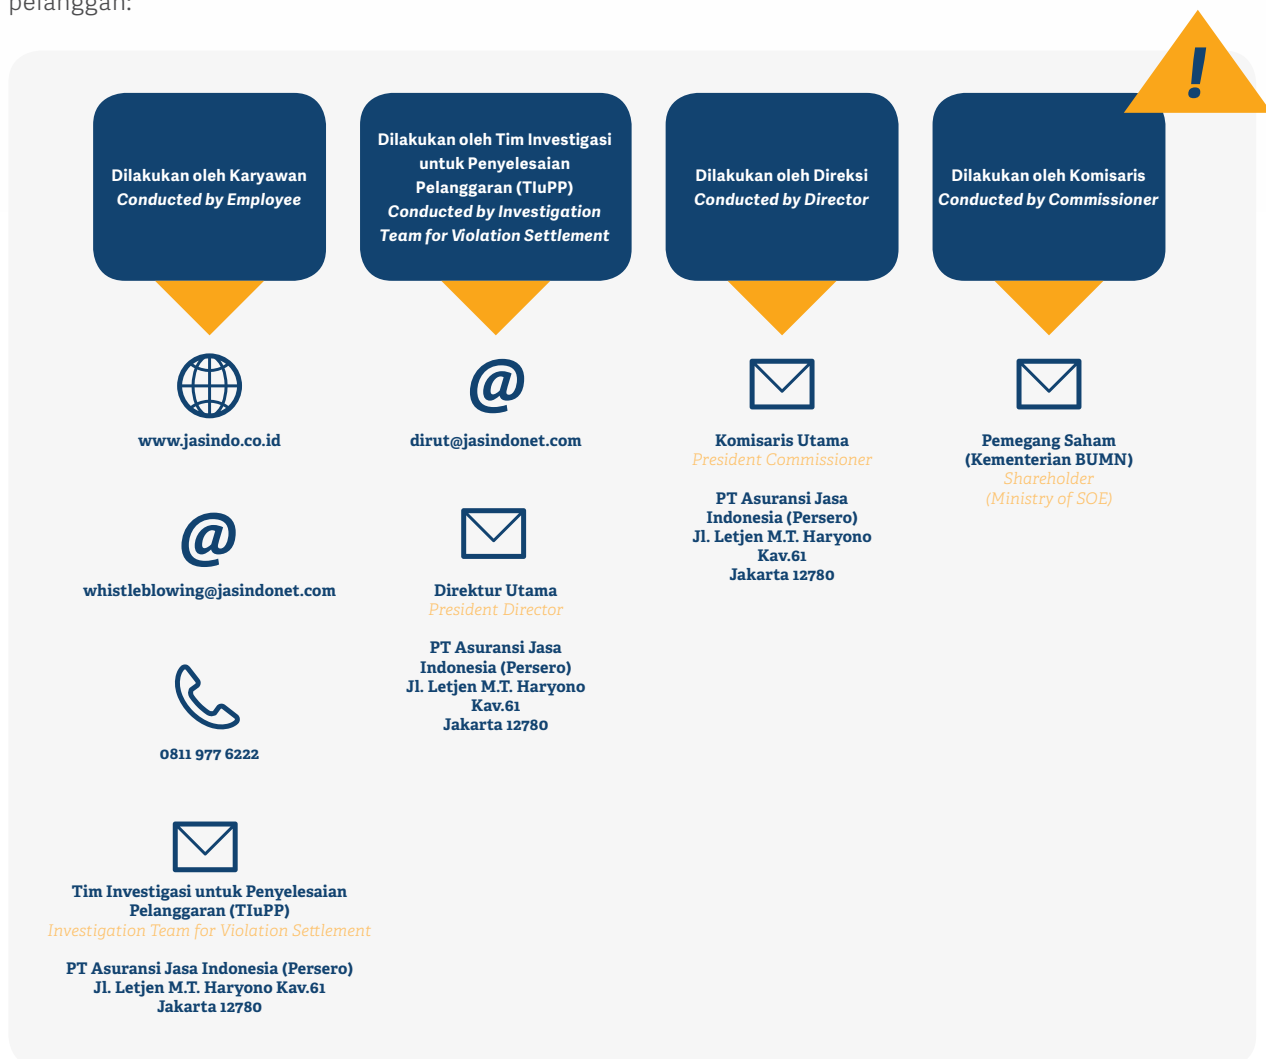 pelanggan:
!
Dilakukan oleh Karyawan
Conducted by Employee
Dilakukan oleh Tim Investigasi
untuk Penyelesaian
Pelanggaran (TIuPP)
Conducted by Investigation
Team for Violation Settlement
Dilakukan oleh Direksi
Conducted by Director
Dilakukan oleh Komisaris
Conducted by Commissioner
www.jasindo.co.id
@
whistleblowing@jasindonet.com
0811 977 6222
Tim Investigasi untuk Penyelesaian
Pelanggaran (TIuPP)
Investigation Team for Violation Settlement
PT Asuransi Jasa Indonesia (Persero)
Jl. Letjen M.T. Haryono Kav.61
Jakarta 12780
@
dirut@jasindonet.com
Direktur Utama
President Director
PT Asuransi Jasa
Indonesia (Persero)
Jl. Letjen M.T. Haryono
Kav.61
Jakarta 12780
Komisaris Utama
President Commissioner
PT Asuransi Jasa
Indonesia (Persero)
Jl. Letjen M.T. Haryono
Kav.61
Jakarta 12780
Pemegang Saham
(Kementerian BUMN)
Shareholder
(Ministry of SOE)